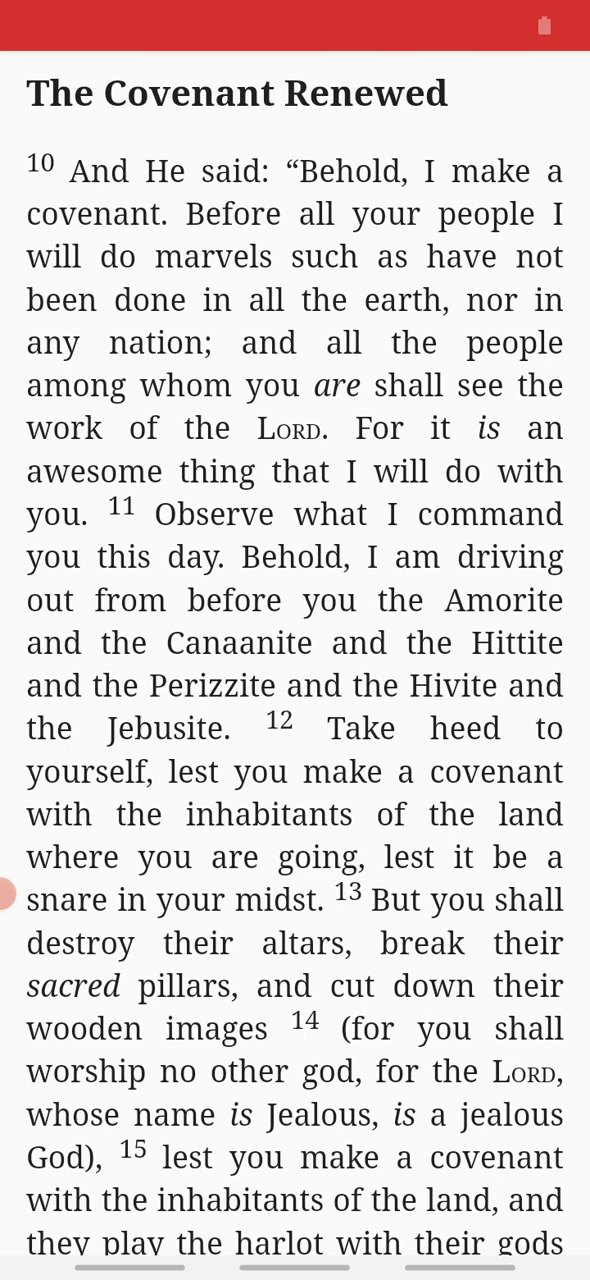 The Covenant Renewed
10 And He said: “Behold, I make a
covenant. Before all your people I
will do marvels such as have not
been done in all the earth, nor in
any nation; and all the people
among whom you are shall see the
work of the LORD. For it is an
awesome thing that I will do with
you. 11 Observe what I command
you this day. Behold, I am driving
out from before you the Amorite
and the Canaanite and the Hittite
and the Perizzite and the Hivite and
the Jebusite. 12 Take heed to
yourself, lest you make a covenant
with the inhabitants of the land
where you are going, lest it be a
snare in your midst. 13 But you shall
destroy their altars, break their
sacred pillars, and cut down their
wooden images 14 (for you shall
worship no other god, for the LORD,
whose name is Jealous, is a jealous
God), 15 lest you make a covenant
with the inhabitants of the land, and
they play the harlot with their gods